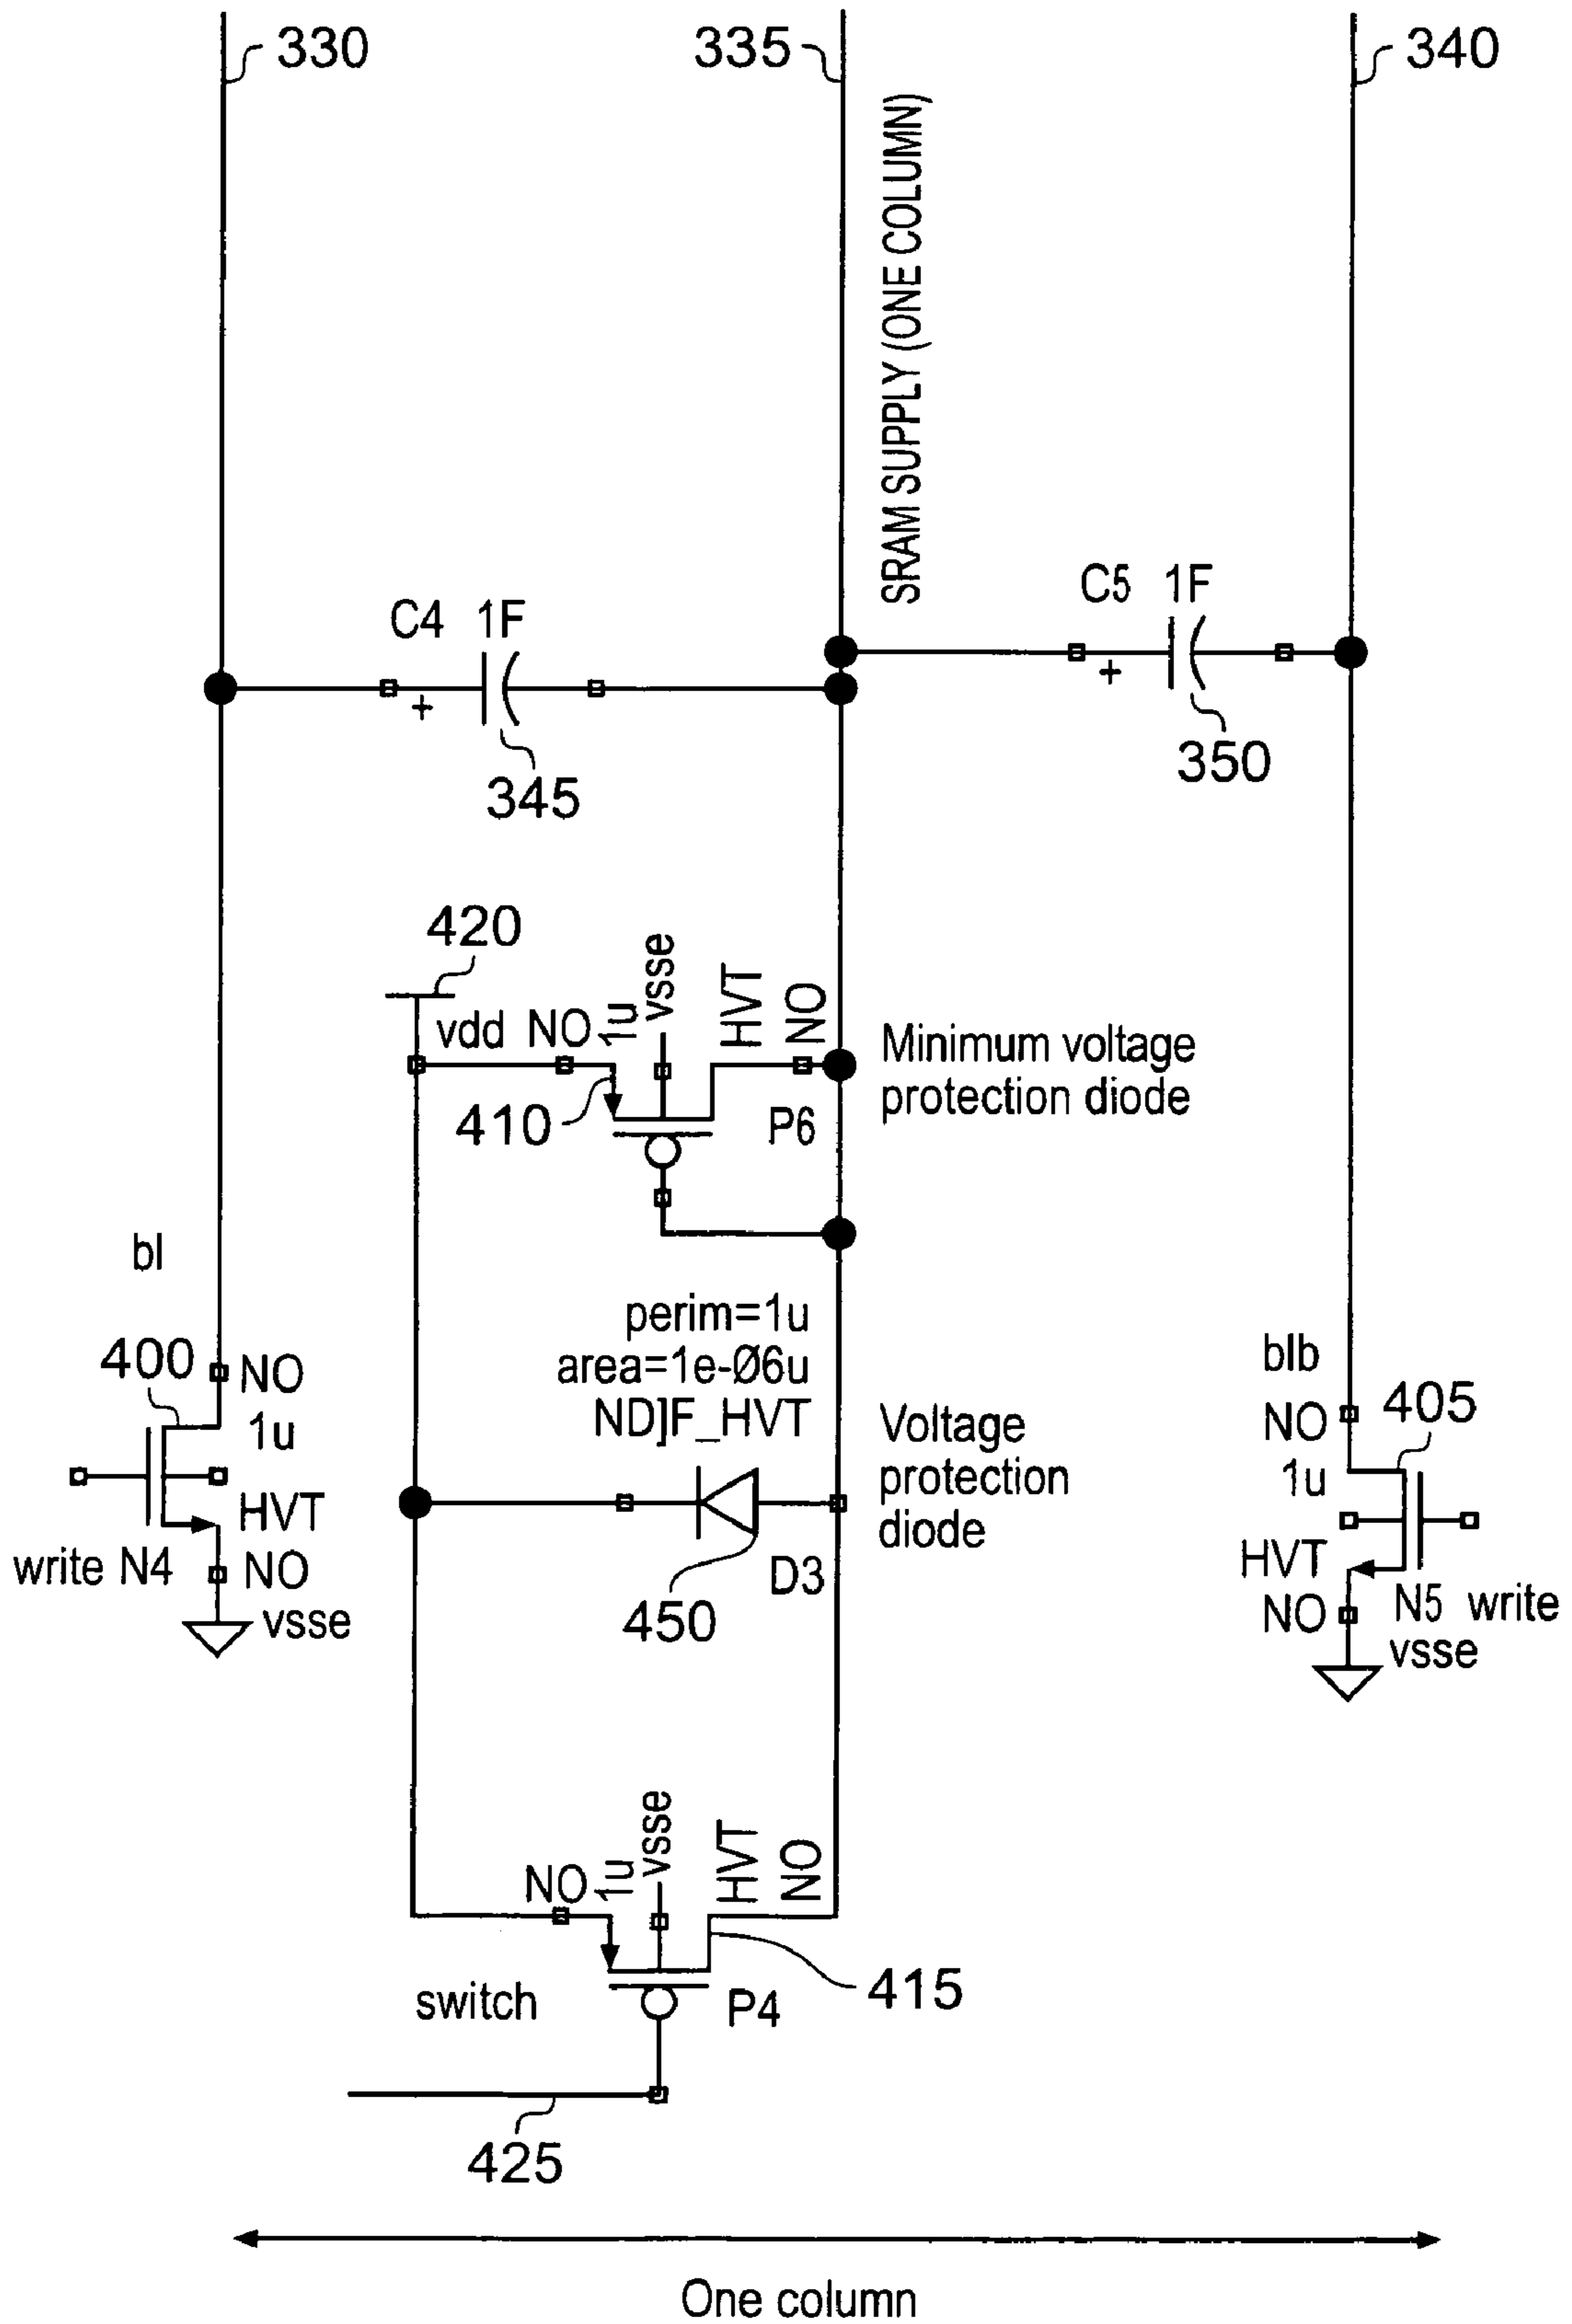 330
335
340
SRAM SUPPLY (ONE COLUMN)
C5 1F
C4 1F
+
+
350
345
420
vdd NO 1u vsse HVT NO
Minimum voltage
protection diode
410
P6
bl
perim=1u
area=1e-Ø6u
ND]F_HVT
400 NO
1u
HVT
write N4 NO
vsse
Voltage
protection
diode
D3
450
blb
NO 405
1u
HVT
NO N5 write
vsse
NO 1u vsse HVT NO
switch
P4
415
425
One column